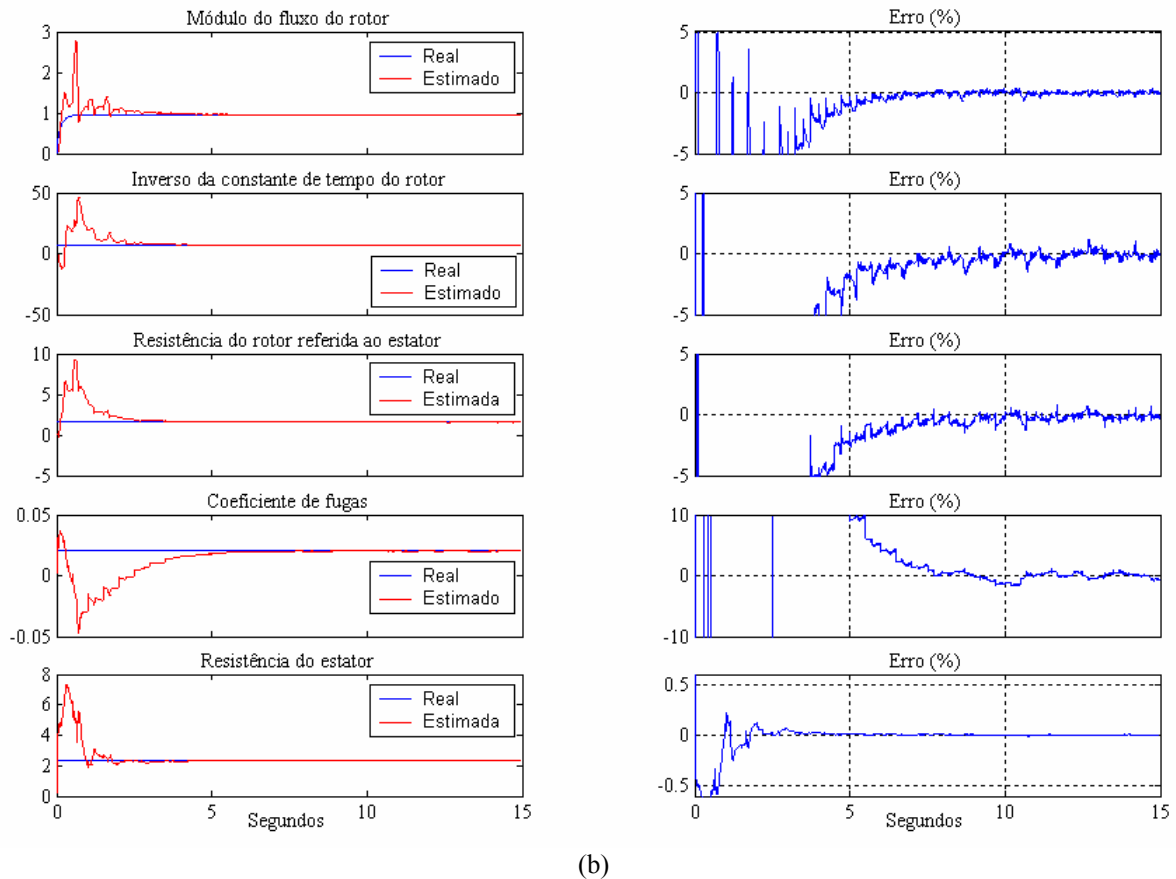 Módulo do fluxo do rotor
3
2
1
0
Real
Estimado
Erro (%)
5
0
-5
Inverso da constante de tempo do rotor
50
0
-50
Real
Estimado
Erro (%)
5
0
-5
Resistência do rotor referida ao estator
10
5
0
-5
Real
Estimada
Erro (%)
5
0
-5
Coeficiente de fugas
0.05
0
-0.05
Real
Estimado
Erro (%)
10
0
-10
Resistência do estator
8
6
4
2
0
Real
Estimada
0 5 10 15
Segundos
Erro (%)
0.5
0
-0.5
0 5 10 15
Segundos
(b)